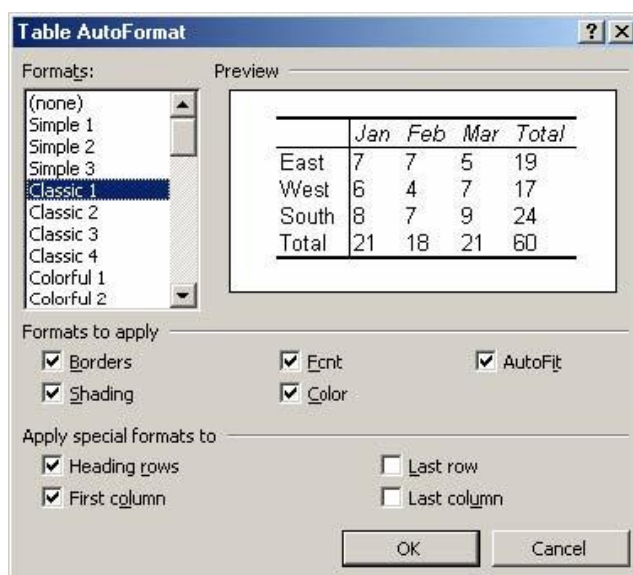 Table AutoFormat
Formats:
Preview
(none)
Simple 1
Simple 2
Simple 3
Classic 1
Classic 2
Classic 3
Classic 4
Colorful 1
Colorful 2
Jan Feb Mar Total
East 7 7 5 19
West 6 4 7 17
South 8 7 9 24
Total 21 18 21 60
Formats to apply
Borders
Font
AutoFit
Shading
Color
Apply special formats to
Heading rows
Last row
First column
Last column
OK
Cancel